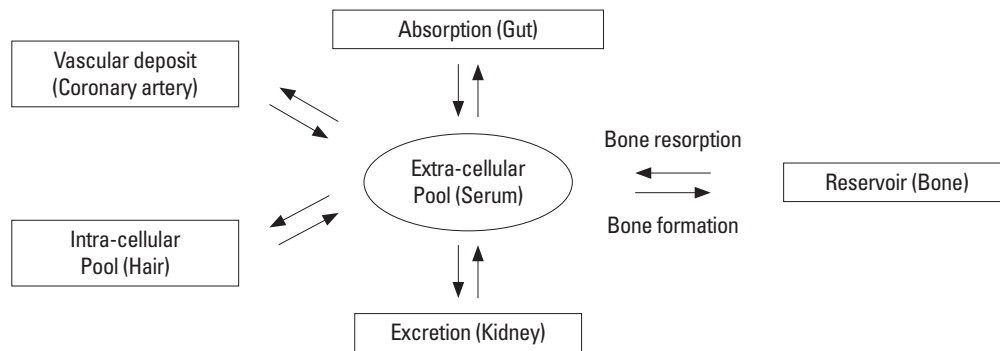 Absorption (Gut)
Vascular deposit
(Coronary artery)
Extra-cellular
Pool (Serum)
Bone resorption
Reservoir (Bone)
Bone formation
Intra-cellular
Pool (Hair)
Excretion (Kidney)